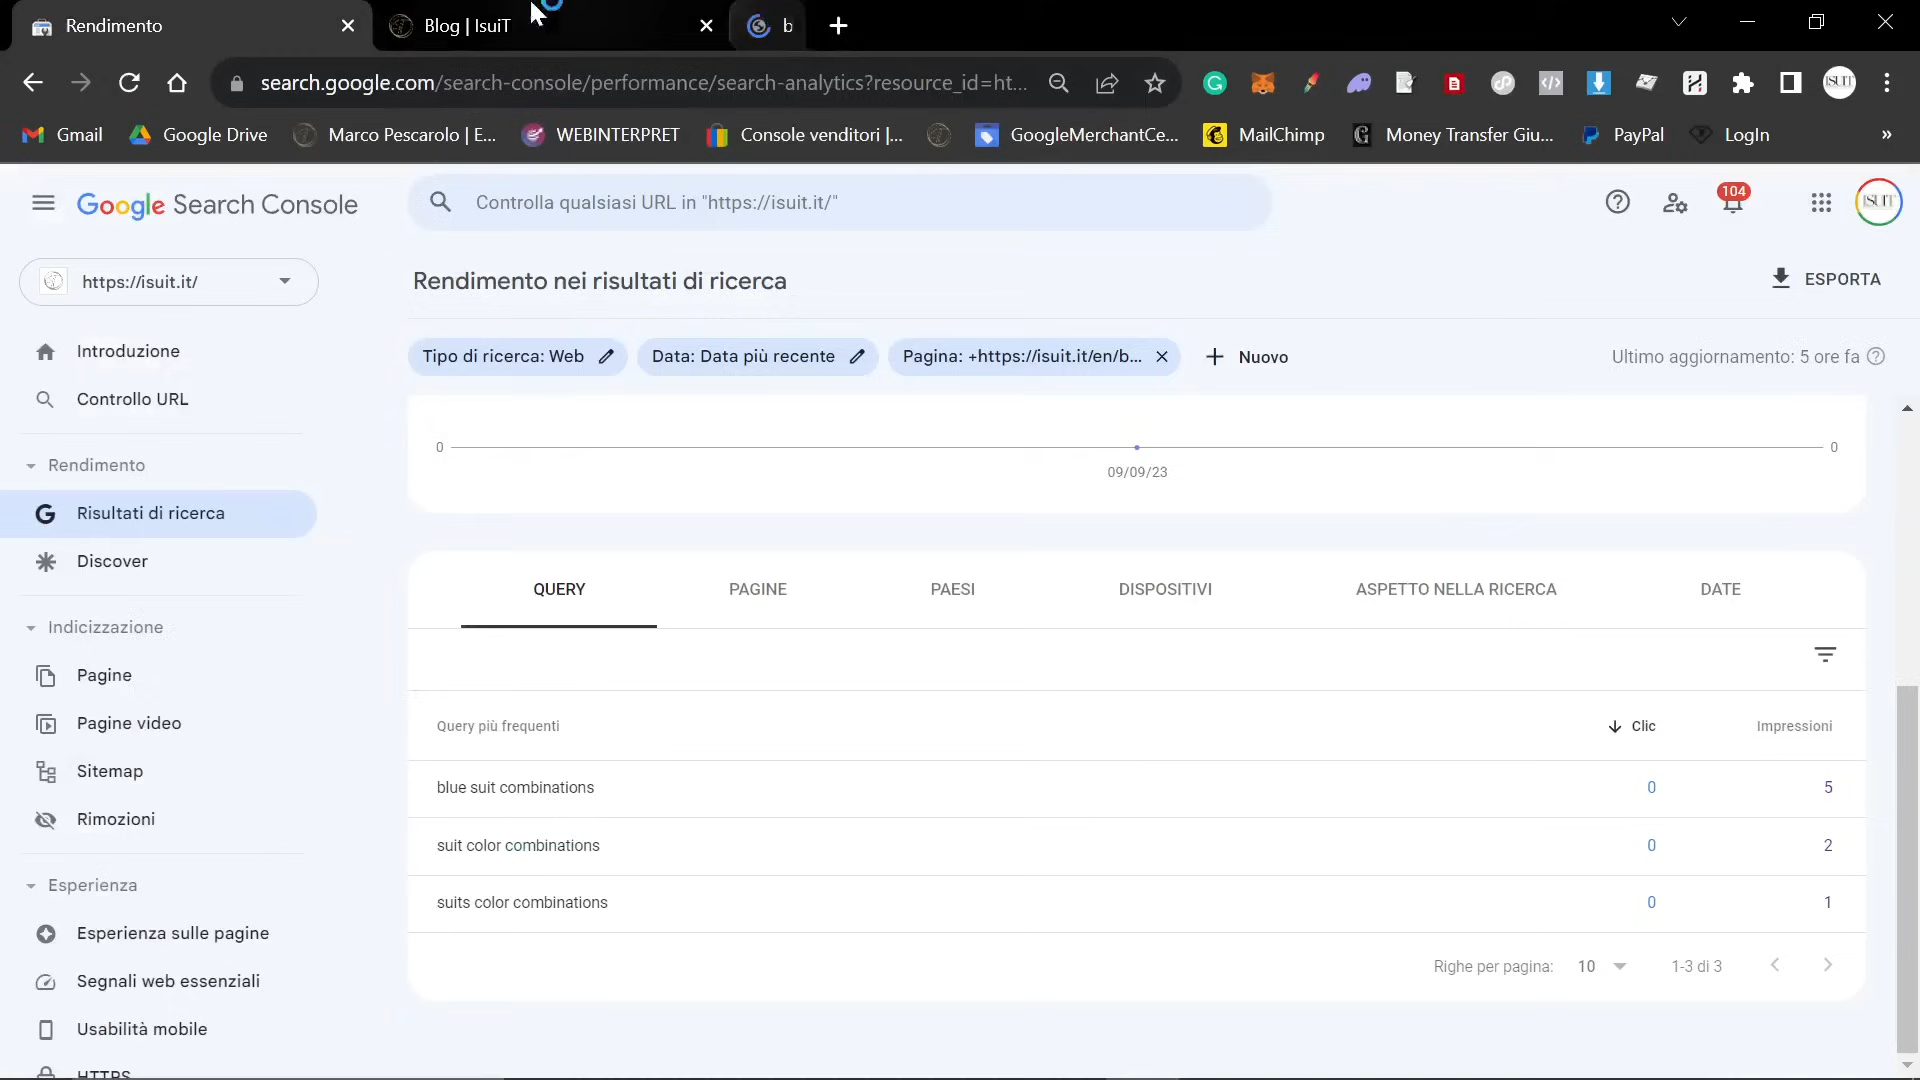 Rendimento
Blog | IsuiT
b
search.google.com/search-console/performance/search-analytics?resource_id=ht...
Gmail
Google Drive
Marco Pescarolo | E...
WEBINTERPRET
Console venditori |...
GoogleMerchantCe...
MailChimp
Money Transfer Giu...
PayPal
LogIn
»
Google Search Console
Controlla qualsiasi URL in "https://isuit.it/"
104
ISUIT
https://isuit.it/
Rendimento nei risultati di ricerca
ESPORTA
Introduzione
Controllo URL
Rendimento
Risultati di ricerca
Discover
Indicizzazione
Pagine
Pagine video
Sitemap
Rimozioni
Esperienza
Esperienza sulle pagine
Segnali web essenziali
Usabilità mobile
HTTPS
Tipo di ricerca: Web
Data: Data più recente
Pagina: +https://isuit.it/en/b...
Nuovo
Ultimo aggiornamento: 5 ore fa
0
0
09/09/23
QUERY
PAGINE
PAESI
DISPOSITIVI
ASPETTO NELLA RICERCA
DATE
Query più frequenti
Clic
Impressioni
blue suit combinations
0
5
suit color combinations
0
2
suits color combinations
0
1
Righe per pagina:
10
1-3 di 3